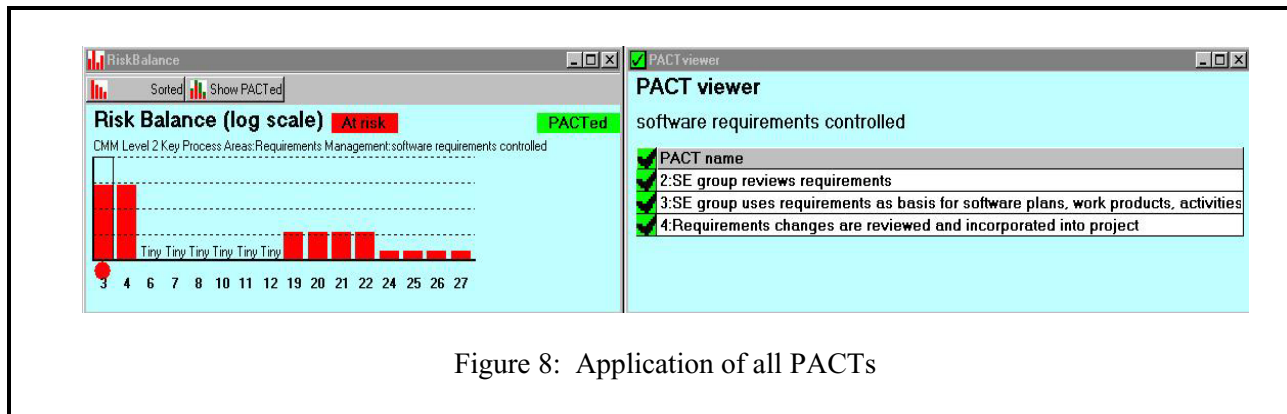 RiskBalance
Sorted Show PACTed
Risk Balance (log scale) At risk PACTed
CMM Level 2 Key Process Areas:Requirements Management:software requirements controlled
Tiny Tiny Tiny Tiny Tiny Tiny
3 4 6 7 8 10 11 12 19 20 21 22 24 25 26 27
PACTviewer
PACT viewer
software requirements controlled
PACT name
2:SE group reviews requirements
3:SE group uses requirements as basis for software plans, work products, activities
4:Requirements changes are reviewed and incorporated into project
Figure 8: Application of all PACTs